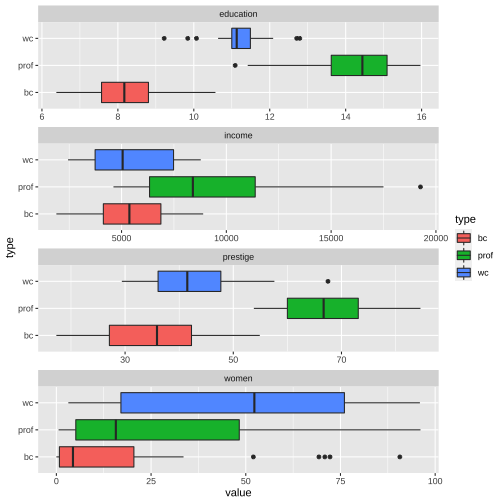 education
wc
prof
bc
6 8 10 12 14 16
income
wc
prof
bc
5000 10000 15000 20000
prestige
wc
prof
bc
30 50 70
women
wc
prof
bc
0 25 50 75 100
value
type
type
bc
prof
wc